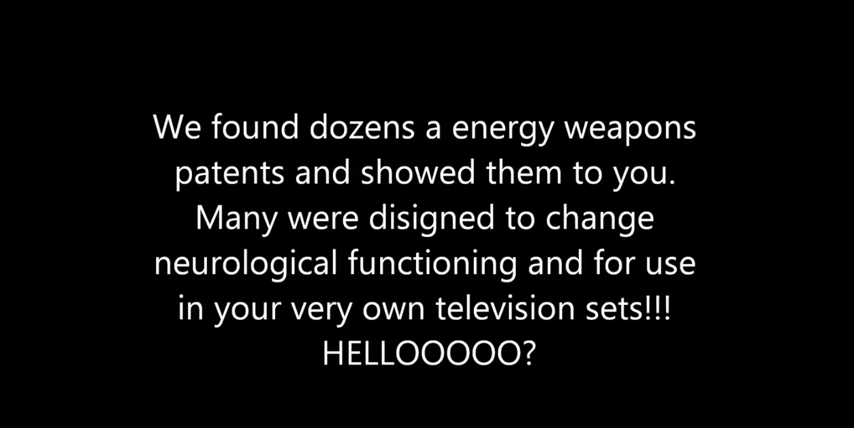 We found dozens a energy weapons
patents and showed them to you.
Many were disigned to change
neurological functioning and for use
in your very own television sets!!!
HELLOOOOO?